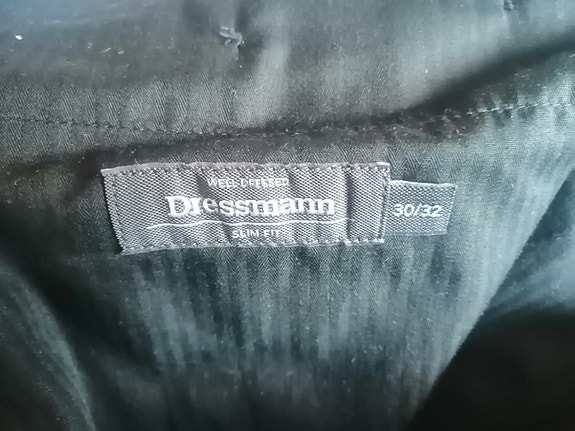 WELL DRESSED
Dressmann
SLIM FIT
30/32